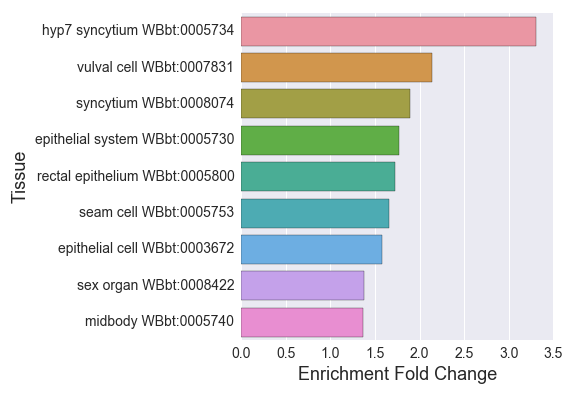 hyp7 syncytium WBbt:0005734
vulval cell WBbt:0007831
syncytium WBbt:0008074
epithelial system WBbt:0005730
rectal epithelium WBbt:0005800
seam cell WBbt:0005753
epithelial cell WBbt:0003672
sex organ WBbt:0008422
midbody WBbt:0005740
Tissue
0.0 0.5 1.0 1.5 2.0 2.5 3.0 3.5
Enrichment Fold Change